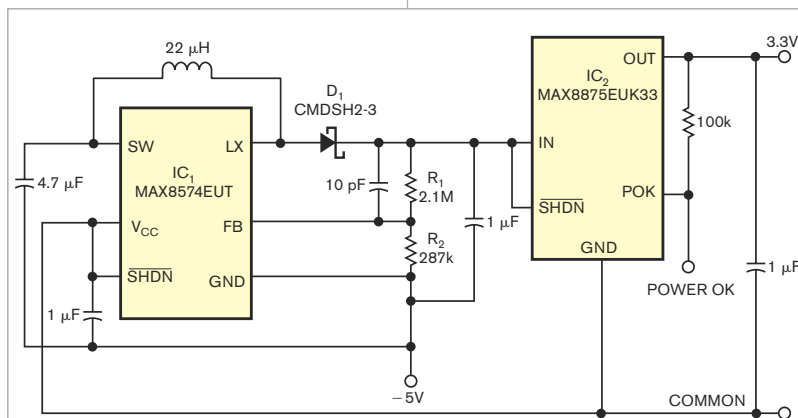 22 µH
D1
CMDSH2-3
SW
LX
IC1
MAX8574EUT
4.7 µF
VCC
FB
SHDN
GND
1 µF
10 pF
R1
2.1M
R2
287k
1 µF
−5V
OUT
IC2
MAX8875EUK33
IN
SHDN
POK
GND
3.3V
100k
POWER OK
1 µF
COMMON